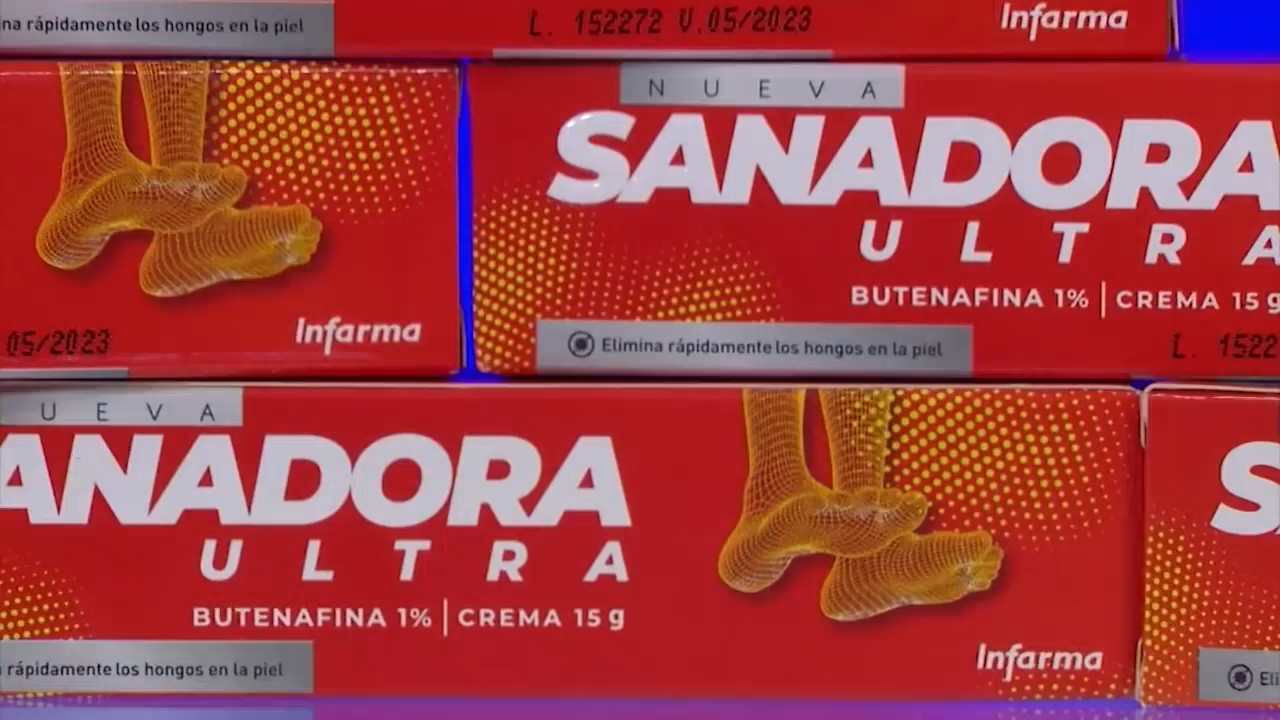 na rápidamente los hongos en la piel
L. 152272 V.05/2023
Infarma
05/2023
Infarma
NUEVA
SANADORA
ULTRA
BUTENAFINA 1% | CREMA 15 g
Elimina rápidamente los hongos en la piel
L. 1522
UEVA
ANADORA
ULTRA
BUTENAFINA 1% | CREMA 15 g
rápidamente los hongos en la piel
Infarma
S
Eli